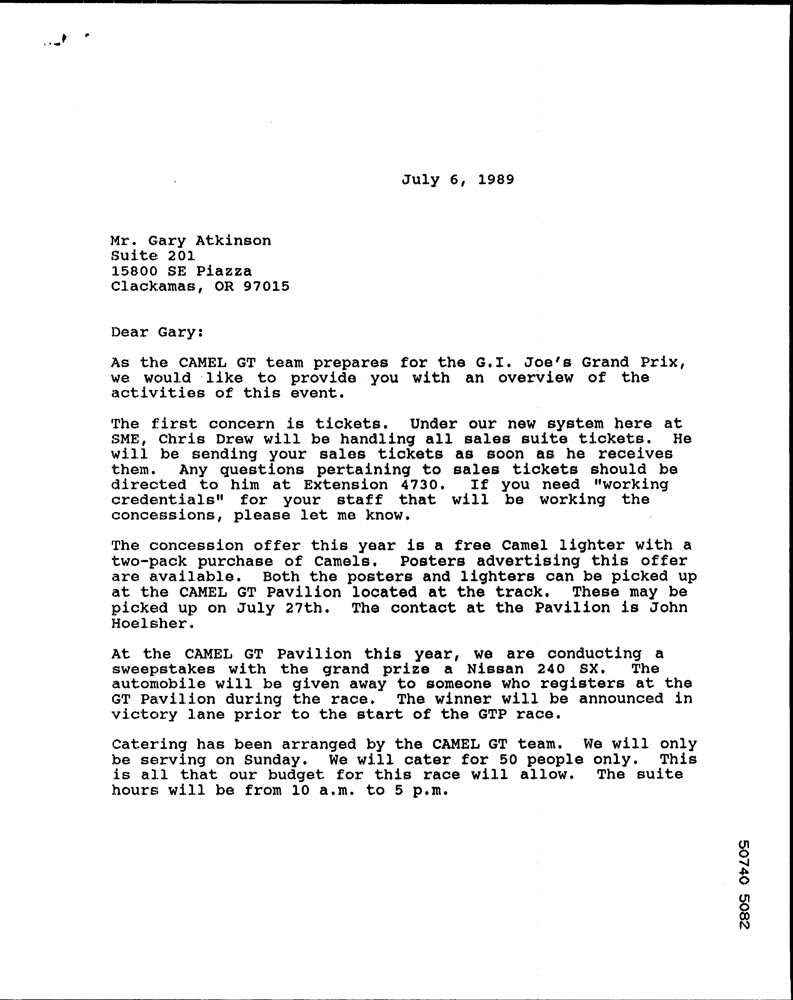 July 6, 1989
Mr. Gary Atkinson
Suite 201
15800 SE Piazza
Clackamas, OR 97015
Dear Gary:
As the CAMEL GT team prepares for the G.I. Joe's Grand Prix,
we would like to provide you with an overview of the
activities of this event.
The first concern is tickets. Under our new system here at
SME, Chris Drew will be handling all sales suite tickets. He
will be sending your sales tickets as soon as he receives
them. Any questions pertaining to sales tickets should be
directed to him at Extension 4730. If you need "working
credentials" for your staff that will be working the
concessions, please let me know.
The concession offer this year is a free Camel lighter with a
two-pack purchase of Camels. Posters advertising this offer
are available. Both the posters and lighters can be picked up
at the CAMEL GT Pavilion located at the track. These may be
picked up on July 27th. The contact at the Pavilion is John
Hoelsher.
At the CAMEL GT Pavilion this year, we are conducting a
sweepstakes with the grand prize a Nissan 240 SX. The
automobile will be given away to someone who registers at the
GT Pavilion during the race. The winner will be announced in
victory lane prior to the start of the GTP race.
Catering has been arranged by the CAMEL GT team. We will only
be serving on Sunday. We will cater for 50 people only. This
is all that our budget for this race will allow. The suite
hours will be from 10 a.m. to 5 p.m.
50740 5082